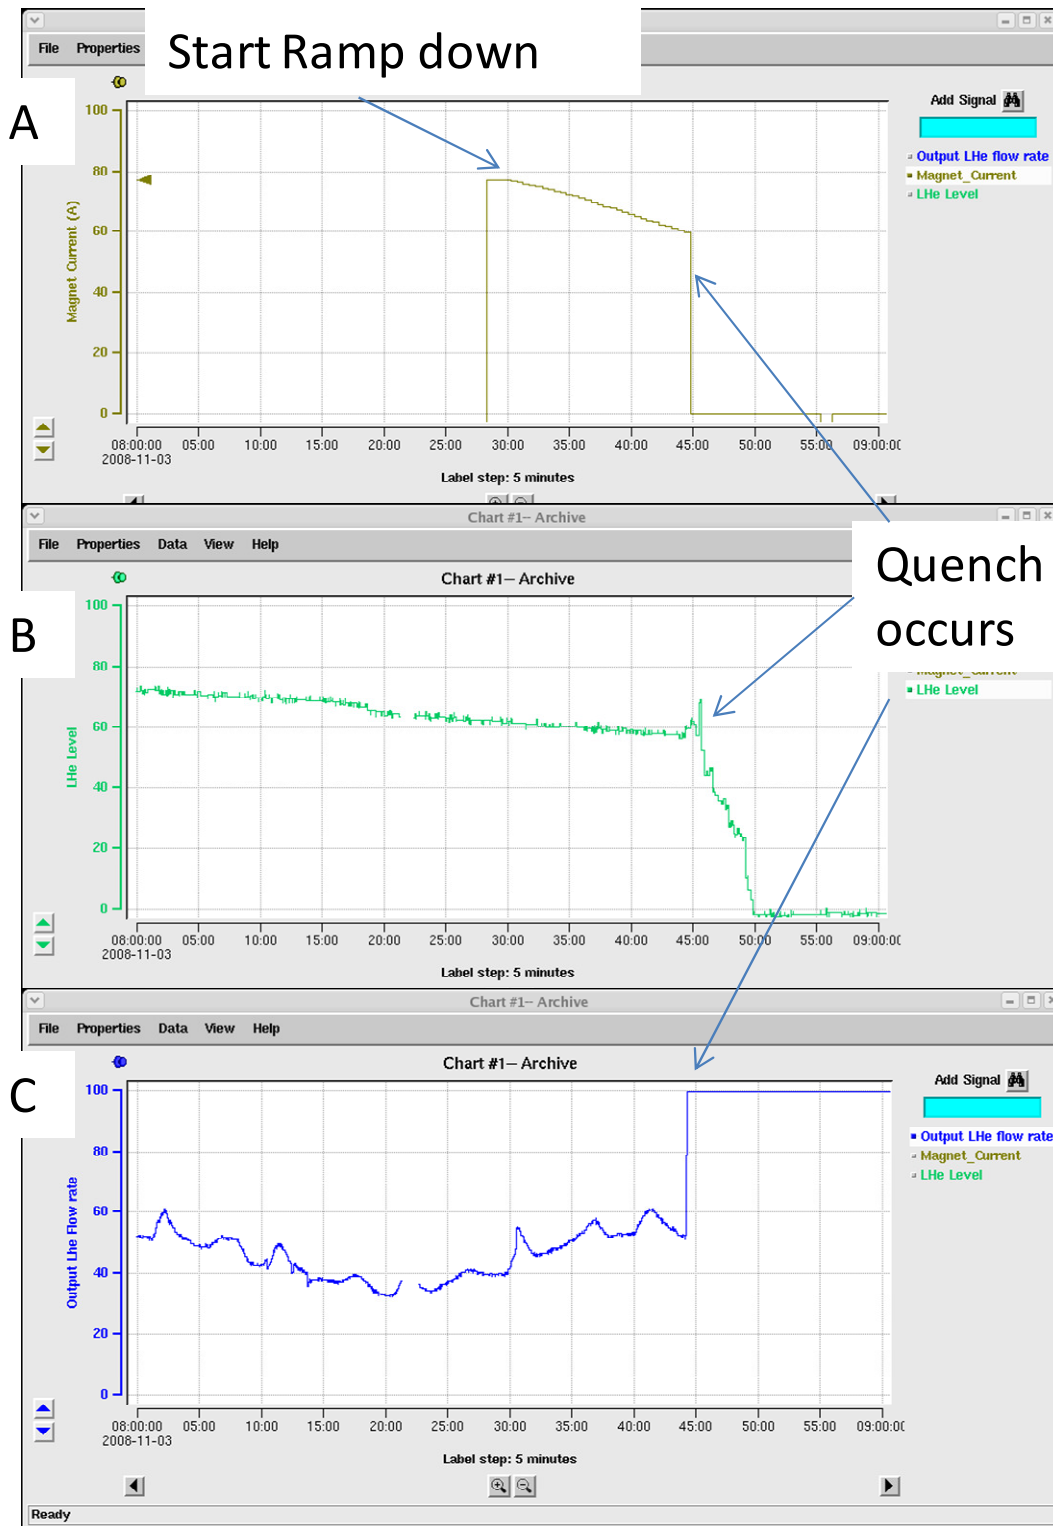 Start Ramp down
File Properties
A
100
80
60
40
20
0
Magnet Current (A)
Add Signal
Output LHe flow rate
Magnet_Current
LHe Level
08:00:00 05:00 10:00 15:00 20:00 25:00 30:00 35:00 40:00 45:00 50:00 55:00 09:00:00
2008-11-03
Label step: 5 minutes
Chart #1-- Archive
File Properties Data View Help
Chart #1-- Archive
Quench
occurs
B
100
80
60
40
20
0
LHe Level
Magnet_Current
LHe Level
08:00:00 05:00 10:00 15:00 20:00 25:00 30:00 35:00 40:00 45:00 50:00 55:00 09:00:00
2008-11-03
Label step: 5 minutes
Chart #1-- Archive
File Properties Data View Help
Chart #1-- Archive
C
100
80
60
40
20
0
Output Lhe Flow rate
Add Signal
Output LHe flow rate
Magnet_Current
LHe Level
08:00:00 05:00 10:00 15:00 20:00 25:00 30:00 35:00 40:00 45:00 50:00 55:00 09:00:00
2008-11-03
Label step: 5 minutes
Ready